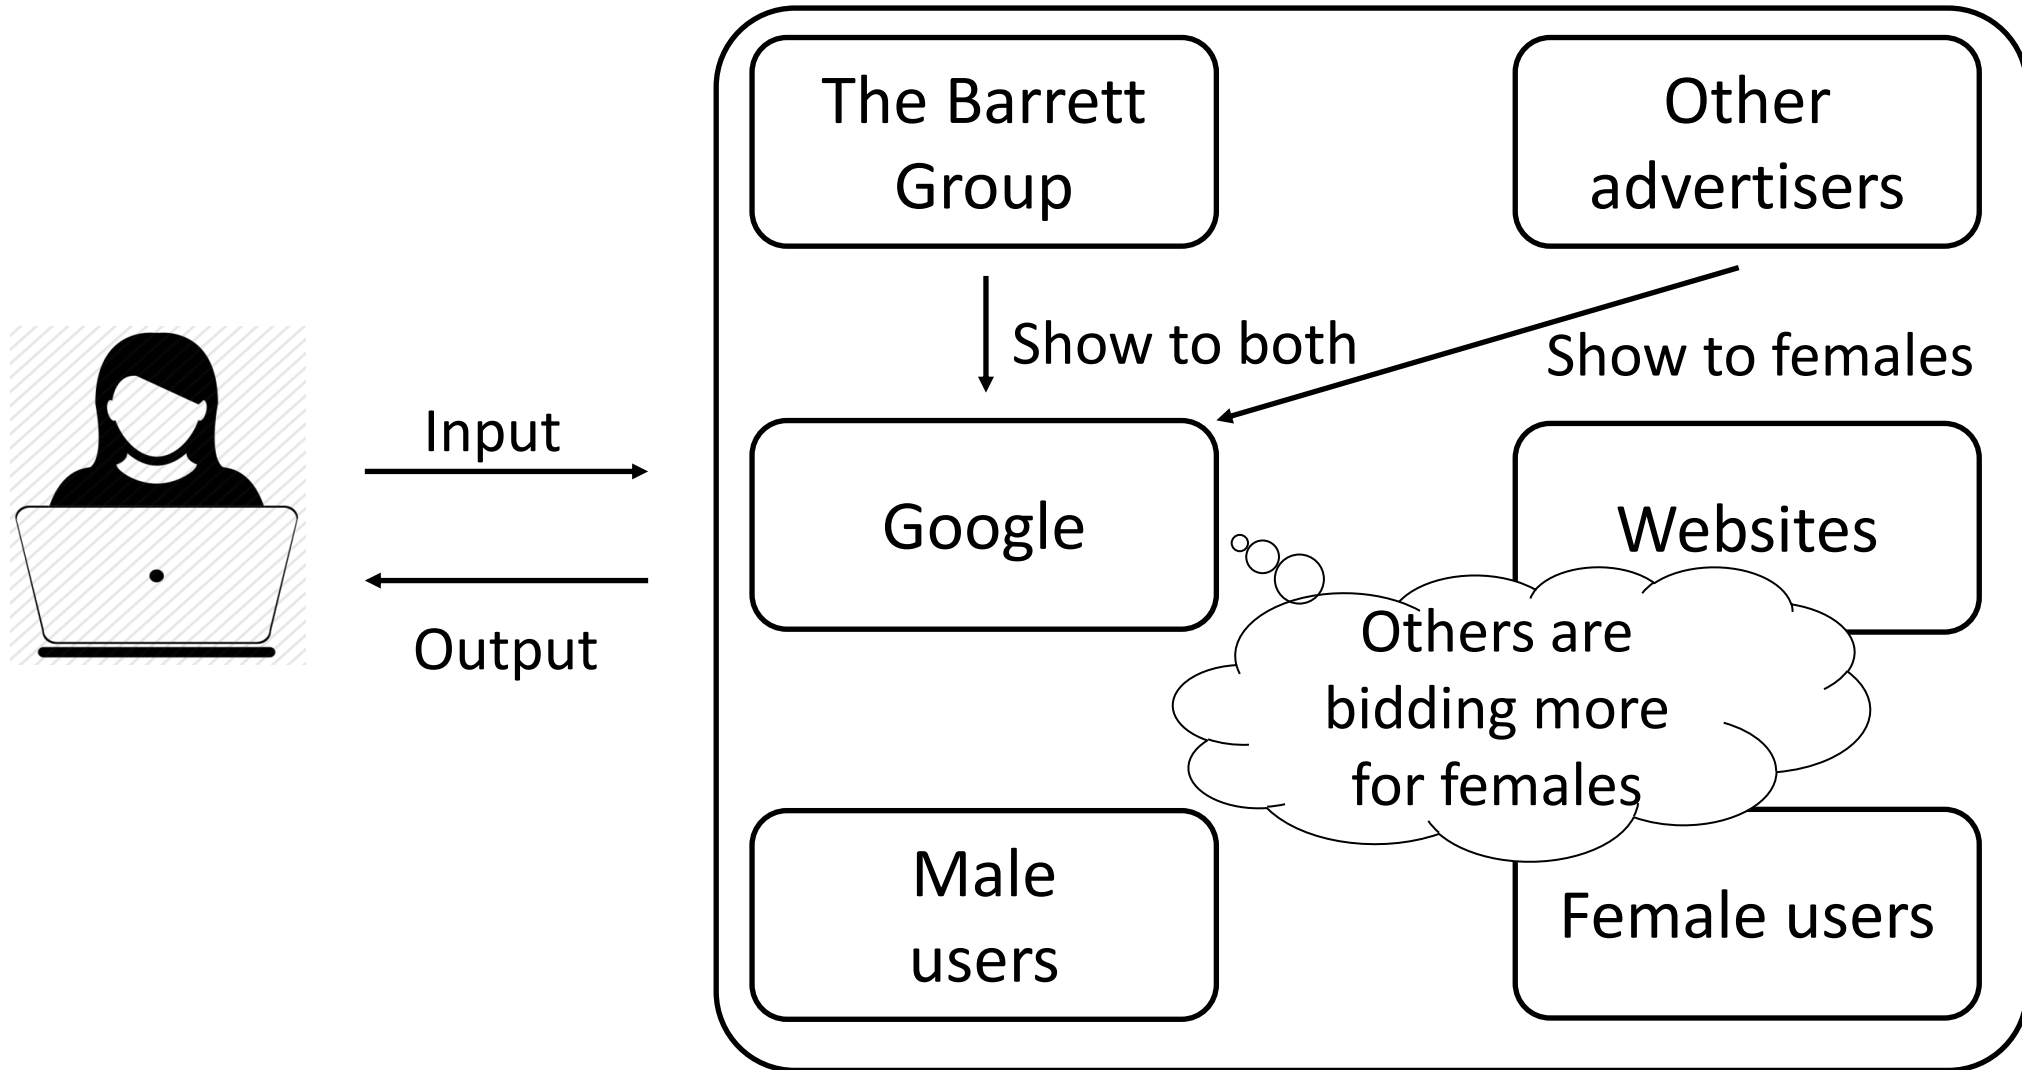 The Barrett
Group
Other
advertisers
Show to both
Show to females
Input
Output
Google
Websites
Others are
bidding more
for females
Male
users
Female users